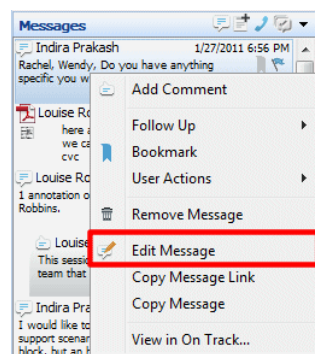 Messages
Indira Prakash 1/27/2011 6:56 PM
Rachel, Wendy, Do you have anything
specific you w
Add Comment
Louise Ro
here a
we ca
cvc
Follow Up
Bookmark
Louise Ro
User Actions
1 annotation o
Robbins.
Remove Message
Louise
Edit Message
This sessi
team that
Copy Message Link
Copy Message
Indira Pra
I would like to
support scenar
View in On Track...
block, but an h